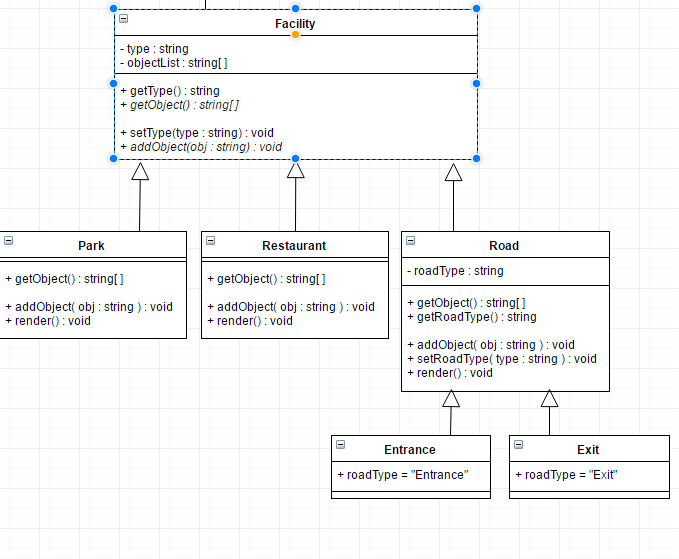 Facility
- type : string
- objectList : string[ ]
+ getType() : string
+ getObject() : string[ ]
+ setType(type : string) : void
+ addObject(obj : string) : void
Park
+ getObject() : string[ ]
+ addObject( obj : string ) : void
+ render() : void
Restaurant
+ getObject() : string[ ]
+ addObject( obj : string ) : void
+ render() : void
Road
- roadType : string
+ getObject() : string[ ]
+ getRoadType() : string
+ addObject( obj : string ) : void
+ setRoadType( type : string ) : void
+ render() : void
Entrance
+ roadType = "Entrance"
Exit
+ roadType = "Exit"